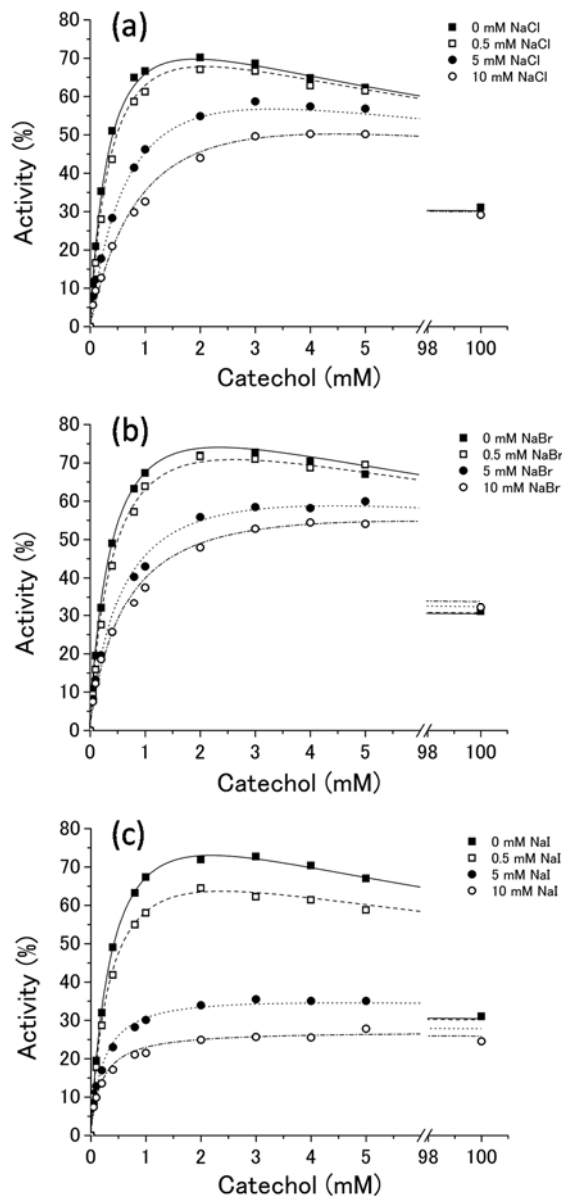 (a)
0 mM NaCl
0.5 mM NaCl
5 mM NaCl
10 mM NaCl
Activity (%)
80
70
60
50
40
30
20
10
0
0 1 2 3 4 5 98 100
Catechol (mM)
(b)
0 mM NaBr
0.5 mM NaBr
5 mM NaBr
10 mM NaBr
Activity (%)
80
70
60
50
40
30
20
10
0
0 1 2 3 4 5 98 100
Catechol (mM)
(c)
0 mM NaI
0.5 mM NaI
5 mM NaI
10 mM NaI
Activity (%)
80
70
60
50
40
30
20
10
0
0 1 2 3 4 5 98 100
Catechol (mM)